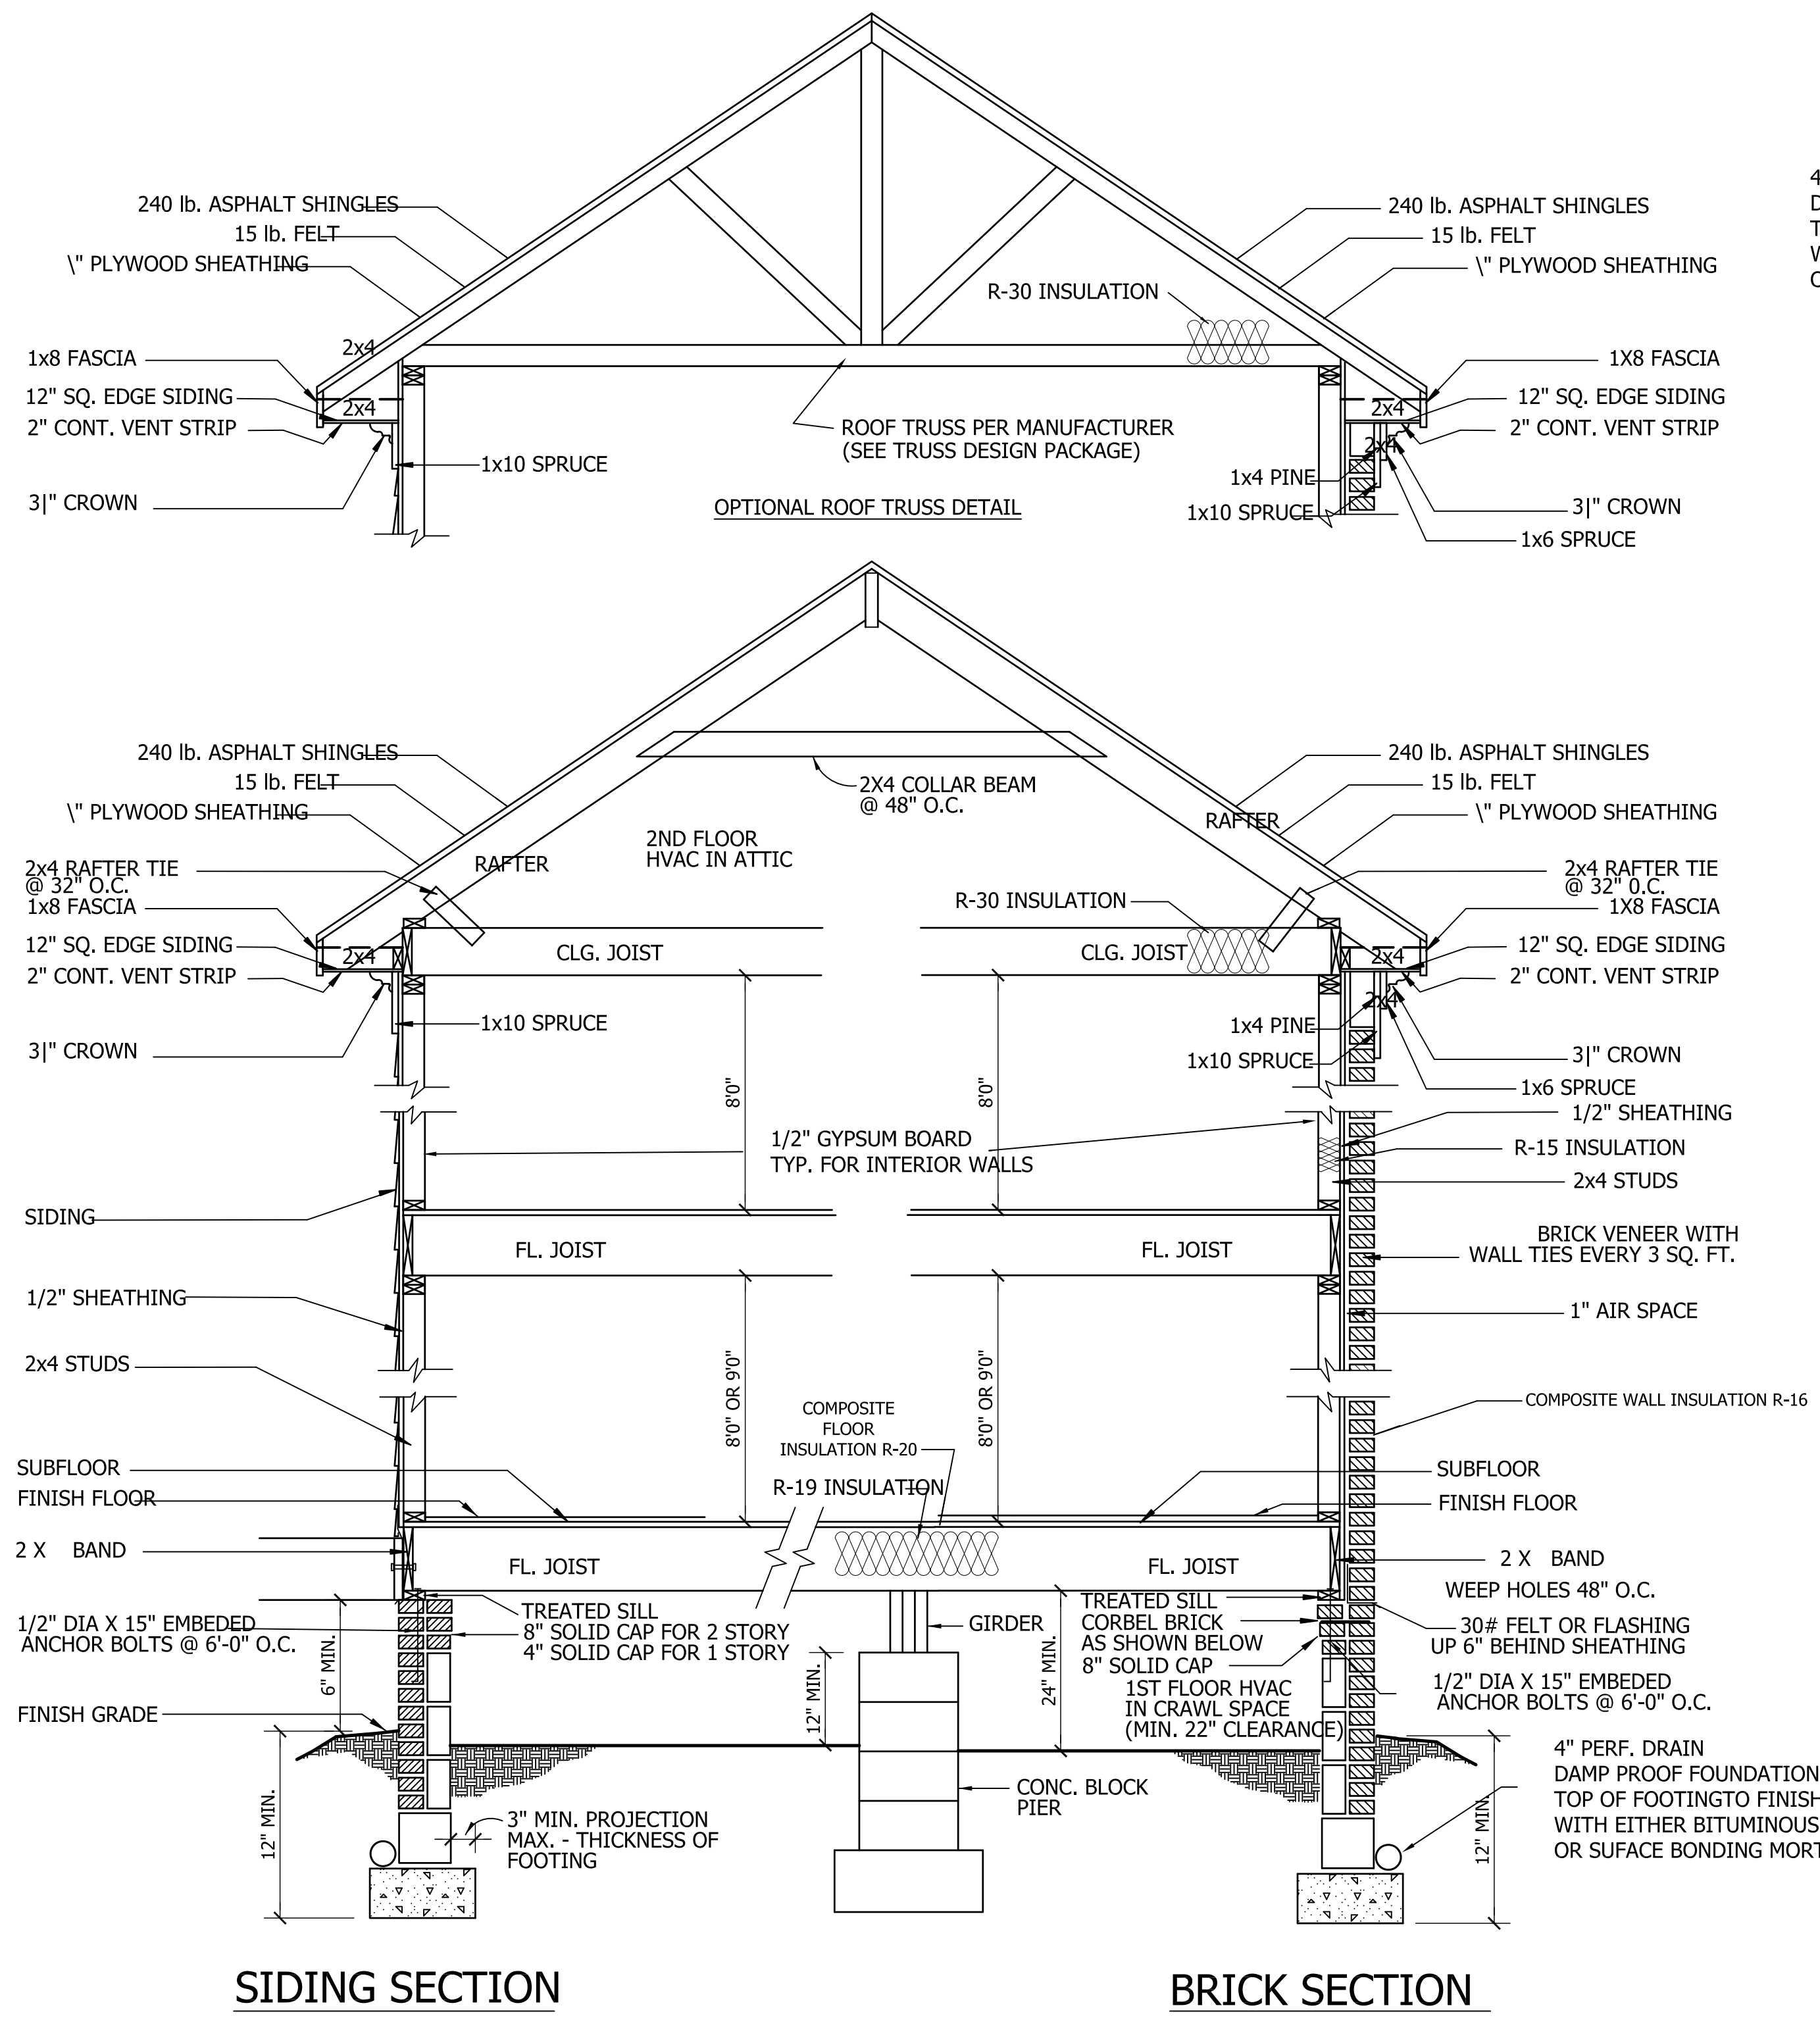 240 lb. ASPHALT SHINGLES
15 lb. FELT
\" PLYWOOD SHEATHING
2x4
1x8 FASCIA
12" SQ. EDGE SIDING
2x4
2" CONT. VENT STRIP
1x10 SPRUCE
3|" CROWN
R-30 INSULATION
ROOF TRUSS PER MANUFACTURER
(SEE TRUSS DESIGN PACKAGE)
OPTIONAL ROOF TRUSS DETAIL
240 lb. ASPHALT SHINGLES
15 lb. FELT
\" PLYWOOD SHEATHING
1X8 FASCIA
12" SQ. EDGE SIDING
2x4
2" CONT. VENT STRIP
2x4
1x4 PINE
1x10 SPRUCE
3|" CROWN
1x6 SPRUCE
4
D
T
W
O
240 lb. ASPHALT SHINGLES
15 lb. FELT
\" PLYWOOD SHEATHING
RAFTER
2x4 RAFTER TIE
@ 32" O.C.
1x8 FASCIA
12" SQ. EDGE SIDING
2x4
2" CONT. VENT STRIP
1x10 SPRUCE
3|" CROWN
2X4 COLLAR BEAM
@ 48" O.C.
2ND FLOOR
HVAC IN ATTIC
R-30 INSULATION
CLG. JOIST
CLG. JOIST
240 lb. ASPHALT SHINGLES
15 lb. FELT
\" PLYWOOD SHEATHING
RAFTER
2x4 RAFTER TIE
@ 32" 0.C.
1X8 FASCIA
12" SQ. EDGE SIDING
2x4
2" CONT. VENT STRIP
2x4
1x4 PINE
1x10 SPRUCE
3|" CROWN
1x6 SPRUCE
8'0"
8'0"
1/2" GYPSUM BOARD
TYP. FOR INTERIOR WALLS
1/2" SHEATHING
R-15 INSULATION
2x4 STUDS
SIDING
BRICK VENEER WITH
WALL TIES EVERY 3 SQ. FT.
FL. JOIST
FL. JOIST
1/2" SHEATHING
1" AIR SPACE
2x4 STUDS
8'0" OR 9'0"
8'0" OR 9'0"
COMPOSITE
FLOOR
INSULATION R-20
R-19 INSULATION
COMPOSITE WALL INSULATION R-16
SUBFLOOR
FINISH FLOOR
SUBFLOOR
FINISH FLOOR
2 X BAND
FL. JOIST
FL. JOIST
2 X BAND
WEEP HOLES 48" O.C.
1/2" DIA X 15" EMBEDED
ANCHOR BOLTS @ 6'-0" O.C.
6" MIN.
TREATED SILL
8" SOLID CAP FOR 2 STORY
4" SOLID CAP FOR 1 STORY
GIRDER
12" MIN.
24" MIN.
TREATED SILL
CORBEL BRICK
AS SHOWN BELOW
8" SOLID CAP
1ST FLOOR HVAC
IN CRAWL SPACE
(MIN. 22" CLEARANCE)
30# FELT OR FLASHING
UP 6" BEHIND SHEATHING
1/2" DIA X 15" EMBEDED
ANCHOR BOLTS @ 6'-0" O.C.
FINISH GRADE
12" MIN.
3" MIN. PROJECTION
MAX. - THICKNESS OF
FOOTING
CONC. BLOCK
PIER
12" MIN.
4" PERF. DRAIN
DAMP PROOF FOUNDATION
TOP OF FOOTINGTO FINISH
WITH EITHER BITUMINOUS
OR SUFACE BONDING MORT
SIDING SECTION
BRICK SECTION